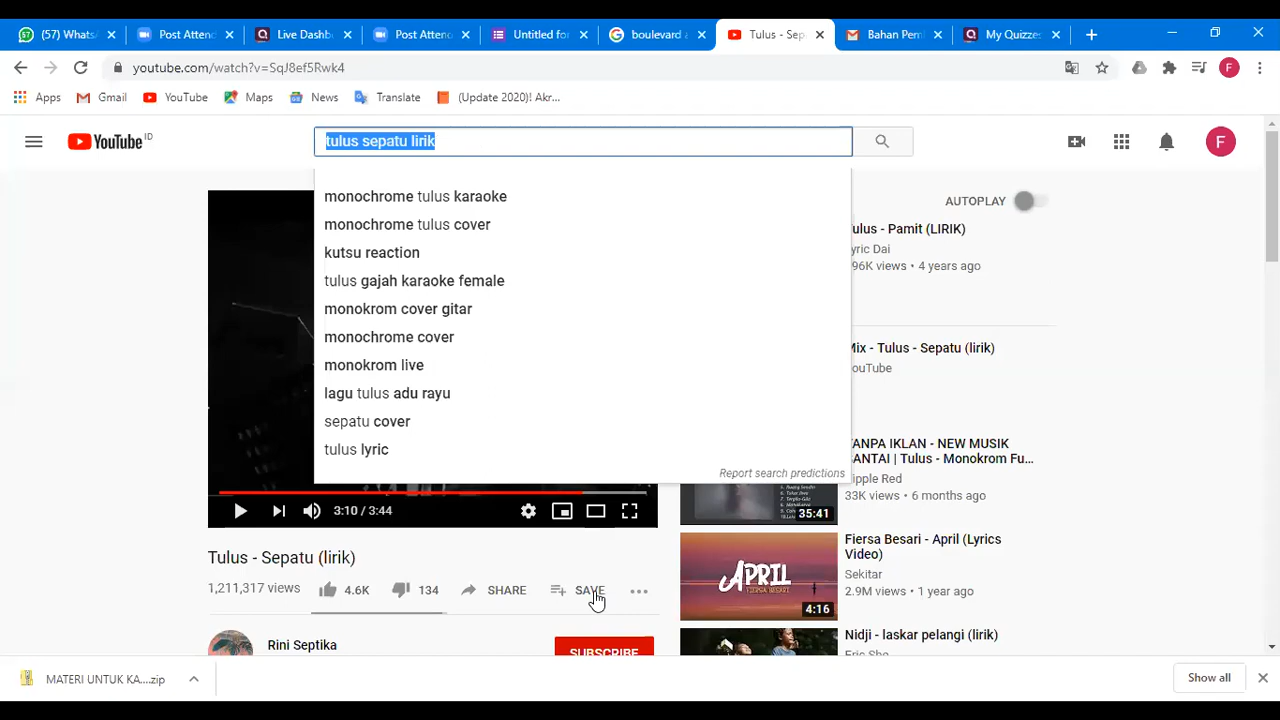 (57) WhatsA
Post Attend
Live Dashb
Post Attend
Untitled for
boulevard a
Tulus - Sep
Bahan Pem
My Quizzes
youtube.com/watch?v=SqJ8ef5Rwk4
F
Apps
Gmail
YouTube
Maps
News
Translate
(Update 2020)! Akr...
YouTube ID
tulus sepatu lirik
F
monochrome tulus karaoke
monochrome tulus cover
kutsu reaction
tulus gajah karaoke female
monokrom cover gitar
monochrome cover
monokrom live
lagu tulus adu rayu
sepatu cover
tulus lyric
Report search predictions
3:10 / 3:44
Tulus - Sepatu (lirik)
1,211,317 views
4.6K
134
SHARE
SAVE
Rini Septika
SUBSCRIBE
AUTOPLAY
ulus - Pamit (LIRIK)
yric Dai
96K views • 4 years ago
Mix - Tulus - Sepatu (lirik)
ouTube
TANPA IKLAN - NEW MUSIK
SANTAI | Tulus - Monokrom Fu...
ipple Red
33K views • 6 months ago
35:41
Fiersa Besari - April (Lyrics
Video)
Sekitar
2.9M views • 1 year ago
APRIL
FIERSA BESARI
4:16
Nidji - laskar pelangi (lirik)
Eric Sho
MATERI UNTUK KA....zip
Show all